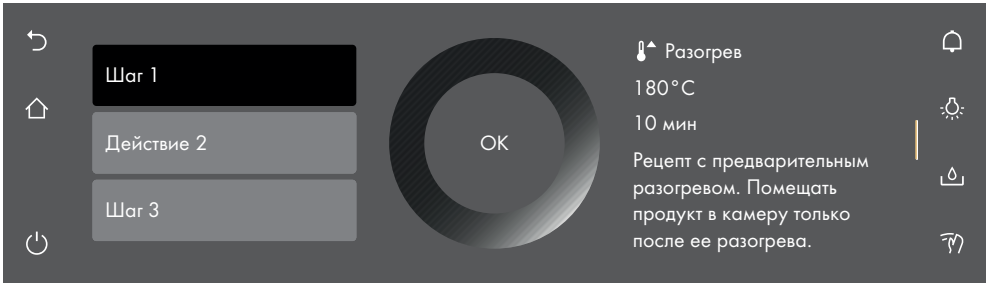 Шаг 1
Действие 2
Шаг 3
OK
Разогрев
180°C
10 мин
Рецепт с предварительным
разогревом. Помещать
продукт в камеру только
после ее разогрева.